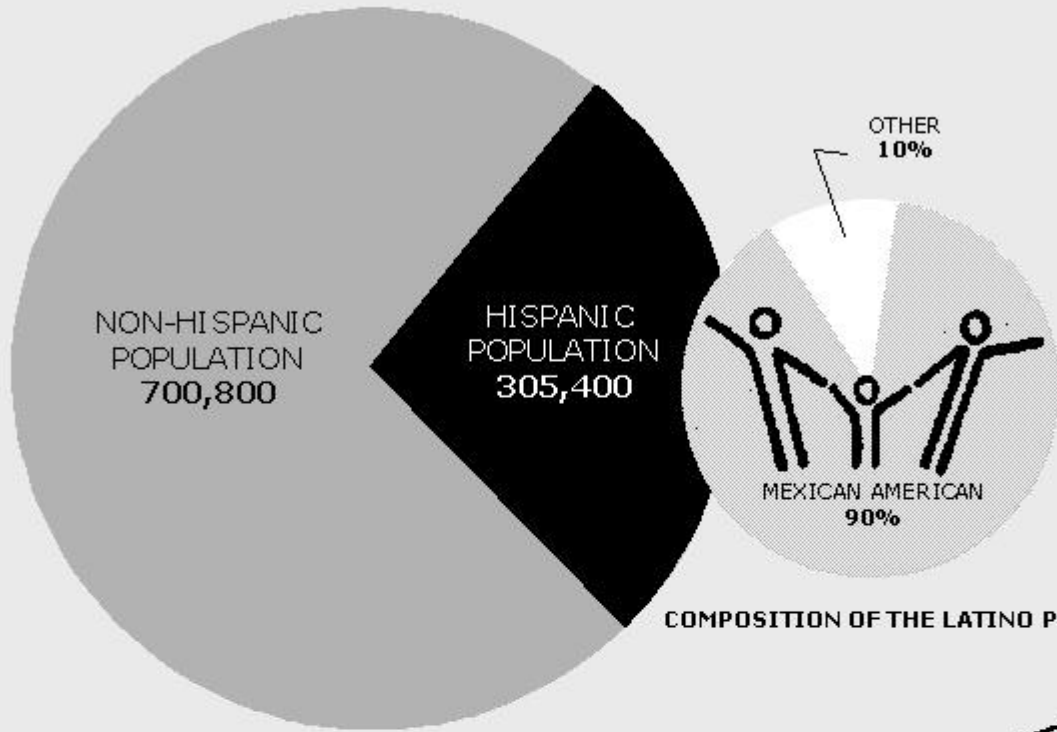 NON-HISPANIC
POPULATION
700,800
HISPANIC
POPULATION
305,400
OTHER
10%
MEXICAN AMERICAN
90%
COMPOSITION OF THE LATINO